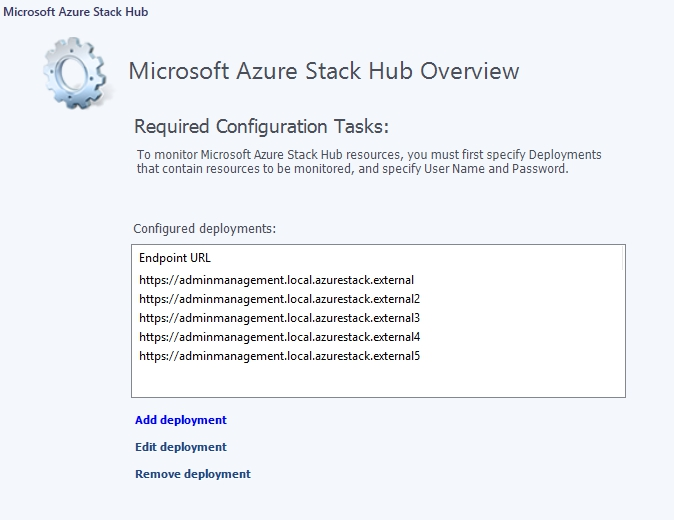 Microsoft Azure Stack Hub
Microsoft Azure Stack Hub Overview
Required Configuration Tasks:
To monitor Microsoft Azure Stack Hub resources, you must first specify Deployments
that contain resources to be monitored, and specify User Name and Password.
Configured deployments:
Endpoint URL
https://adminmanagement.local.azurestack.external
https://adminmanagement.local.azurestack.external2
https://adminmanagement.local.azurestack.external3
https://adminmanagement.local.azurestack.external4
https://adminmanagement.local.azurestack.external5
Add deployment
Edit deployment
Remove deployment